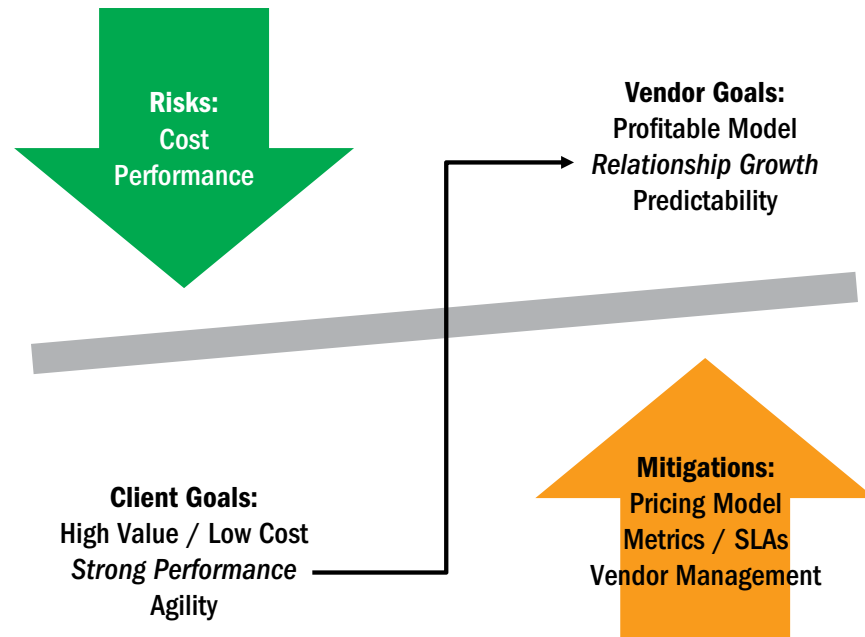 Risks:
Cost
Performance
Vendor Goals:
Profitable Model
Relationship Growth
Predictability
Client Goals:
High Value / Low Cost
Strong Performance
Agility
Mitigations:
Pricing Model
Metrics / SLAs
Vendor Management